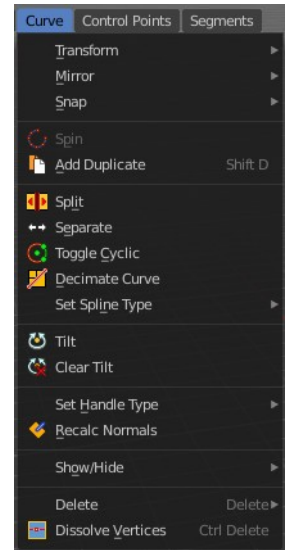 Curve Control Points Segments
Transform
Mirror
Snap
Spin
Add Duplicate Shift D
Split
Separate
Toggle Cyclic
Decimate Curve
Set Spline Type
Tilt
Clear Tilt
Set Handle Type
Recalc Normals
Show/Hide
Delete Delete
Dissolve Vertices Ctrl Delete